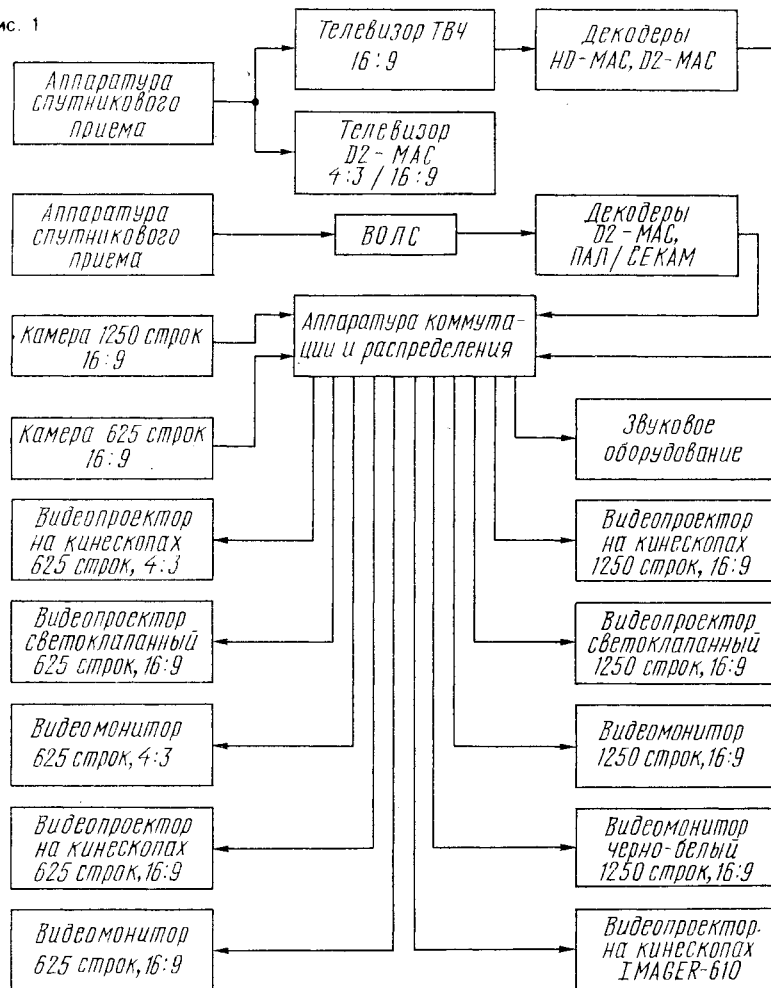 ис. 1
Аппаратура
спутникового
приема
Телевизор ТВЧ
16:9
Декодеры
HD-MAC, D2-MAC
Телевизор
D2-MAC
4:3 / 16:9
Аппаратура
спутникового
приема
ВОЛС
Декодеры
D2-MAC,
ПАЛ/СЕКАМ
Камера 1250 строк
16:9
Аппаратура коммута-
ции и распределения
Камера 625 строк
16:9
Звуковое
оборудование
Видеопроектор
на кинескопах
625 строк, 4:3
Видеопроектор
на кинескопах
1250 строк, 16:9
Видеопроектор
светоклапанный
625 строк, 16:9
Видеопроектор
светоклапанный
1250 строк, 16:9
Видеомонитор
625 строк, 4:3
Видеомонитор
1250 строк, 16:9
Видеопроектор
на кинескопах
625 строк, 16:9
Видеомонитор
черно-белый
1250 строк, 16:9
Видеомонитор
625 строк, 16:9
Видеопроектор
на кинескопах
IMAGER-610